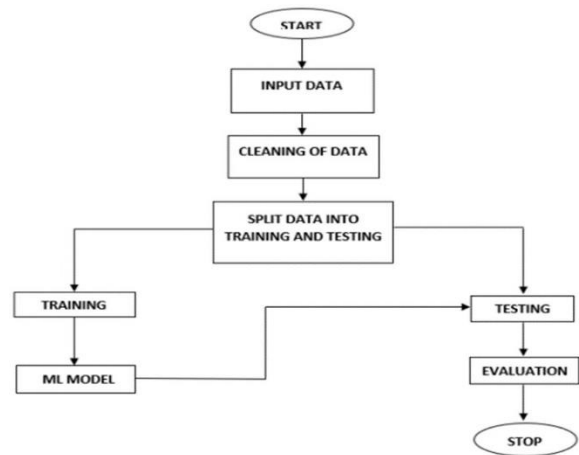 START
INPUT DATA
CLEANING OF DATA
SPLIT DATA INTO
TRAINING AND TESTING
TRAINING
TESTING
ML MODEL
EVALUATION
STOP